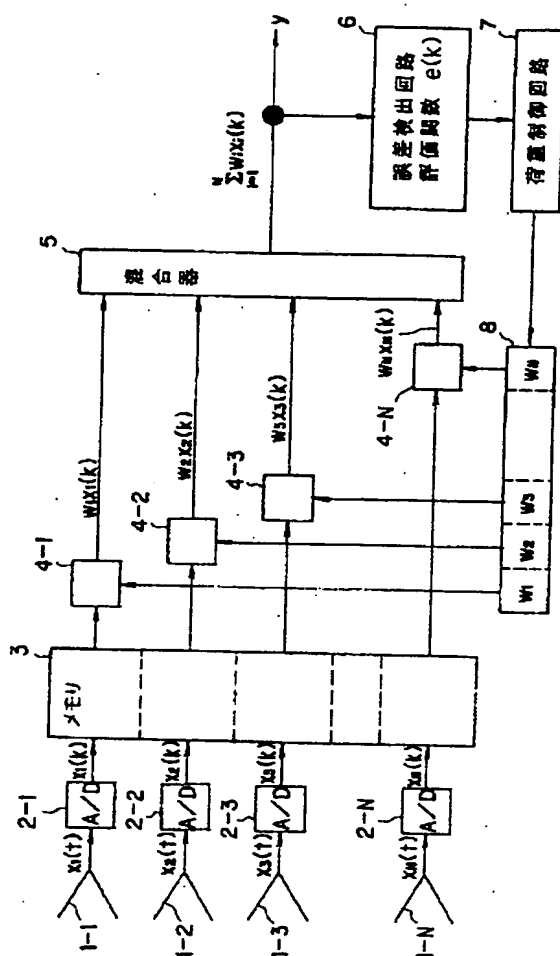 1-1
X1(t)
2-1
A/D
X1(k)
1-2
X2(t)
2-2
A/D
X2(k)
1-3
X3(t)
2-3
A/D
X3(k)
1-N
XN(t)
2-N
A/D
XN(k)
3
メモリ
4-1
W1X1(k)
4-2
W2X2(k)
4-3
W3X3(k)
4-N
WNXN(k)
5
混合器
N
Σ WiXi(k)
i=1
y
6
誤差検出回路
評価関数 e(k)
7
荷重制御回路
8
W1
W2
W3
WN